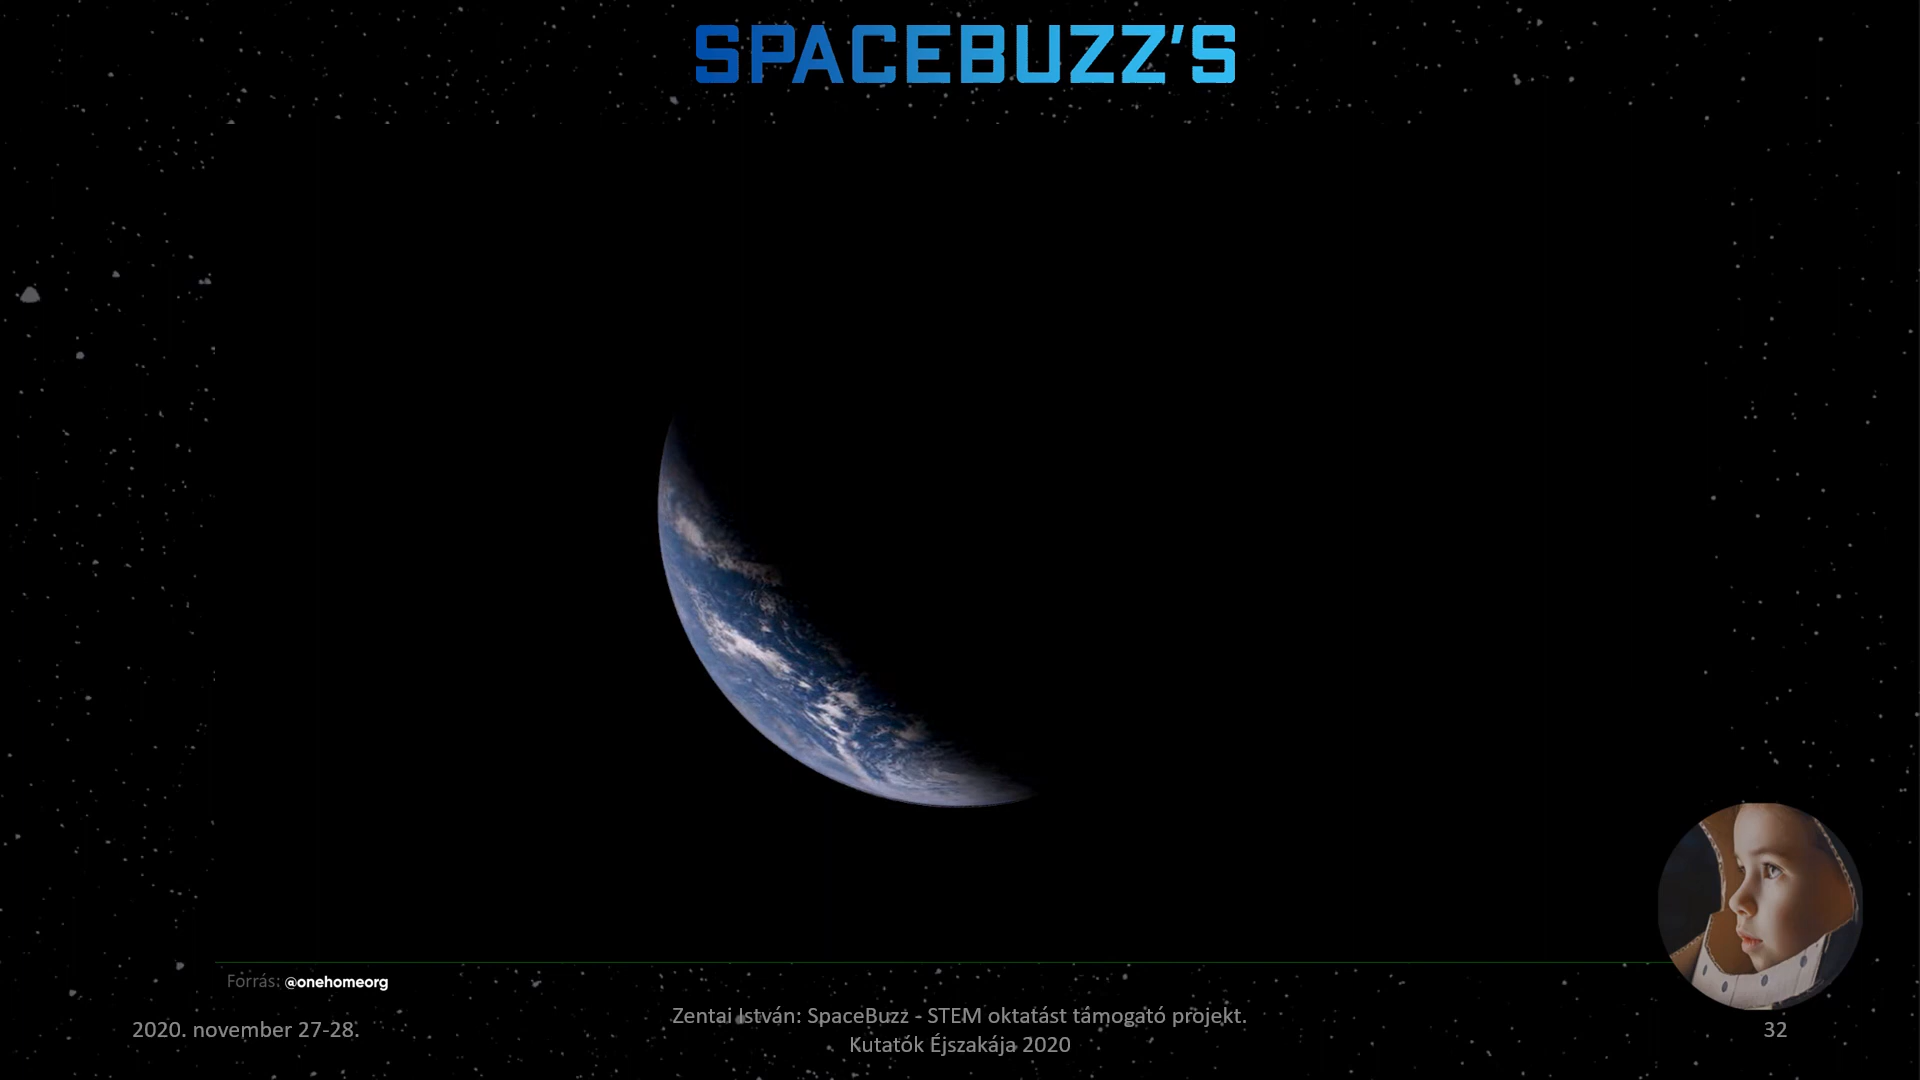 SPACEBUZZ'S
Forrás: @onehomeorg
2020. november 27-28.
Zentai István: SpaceBuzz - STEM oktatást támogató projekt.
Kutatók Éjszakája 2020
32